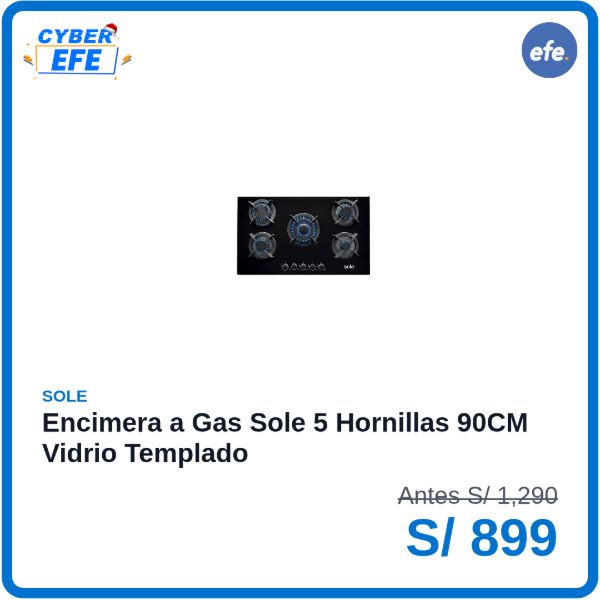 CYBER
EFE
efe.
sole
SOLE
Encimera a Gas Sole 5 Hornillas 90CM
Vidrio Templado
Antes S/ 1,290
S/ 899